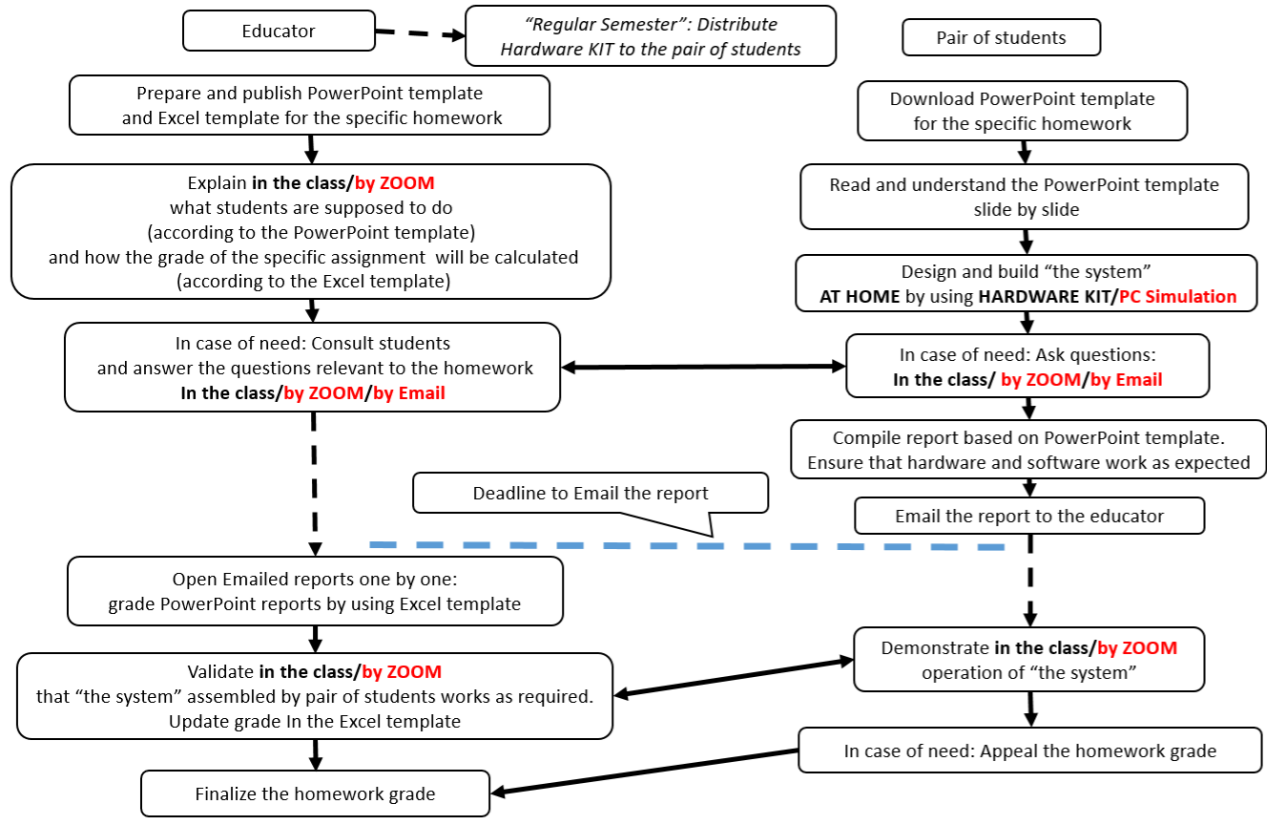 Educator
“Regular Semester”: Distribute
Hardware KIT to the pair of students
Pair of students
Prepare and publish PowerPoint template
and Excel template for the specific homework
Explain in the class/by ZOOM
what students are supposed to do
(according to the PowerPoint template)
and how the grade of the specific assignment will be calculated
(according to the Excel template)
In case of need: Consult students
and answer the questions relevant to the homework
In the class/by ZOOM/by Email
Deadline to Email the report
Open Emailed reports one by one:
grade PowerPoint reports by using Excel template
Validate in the class/by ZOOM
that “the system” assembled by pair of students works as required.
Update grade In the Excel template
Finalize the homework grade
Download PowerPoint template
for the specific homework
Read and understand the PowerPoint template
slide by slide
Design and build “the system”
AT HOME by using HARDWARE KIT/PC Simulation
In case of need: Ask questions:
In the class/ by ZOOM/by Email
Compile report based on PowerPoint template.
Ensure that hardware and software work as expected
Email the report to the educator
Demonstrate in the class/by ZOOM
operation of “the system”
In case of need: Appeal the homework grade